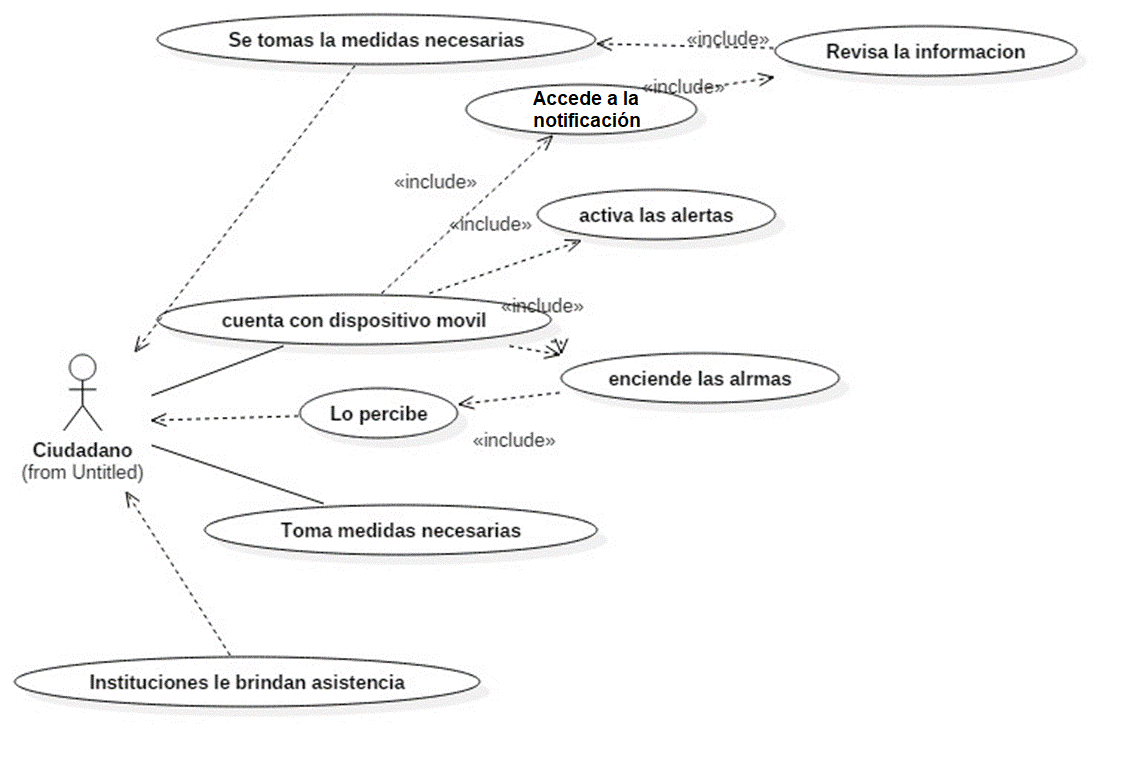 Se tomas la medidas necesarias
«include»
Revisa la informacion
«include»
Accede a la
notificación
«include»
activa las alertas
«include»
«include»
cuenta con dispositivo movil
enciende las alrmas
Lo percibe
«include»
Ciudadano
(from Untitled)
Toma medidas necesarias
Instituciones le brindan asistencia